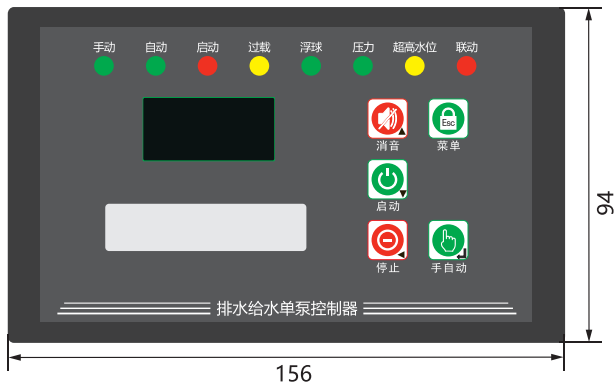 手动 自动 启动 过载 浮球 压力 超高水位 联动
Esc
消音 菜单
启动
停止 手自动
排水给水单泵控制器
94
156